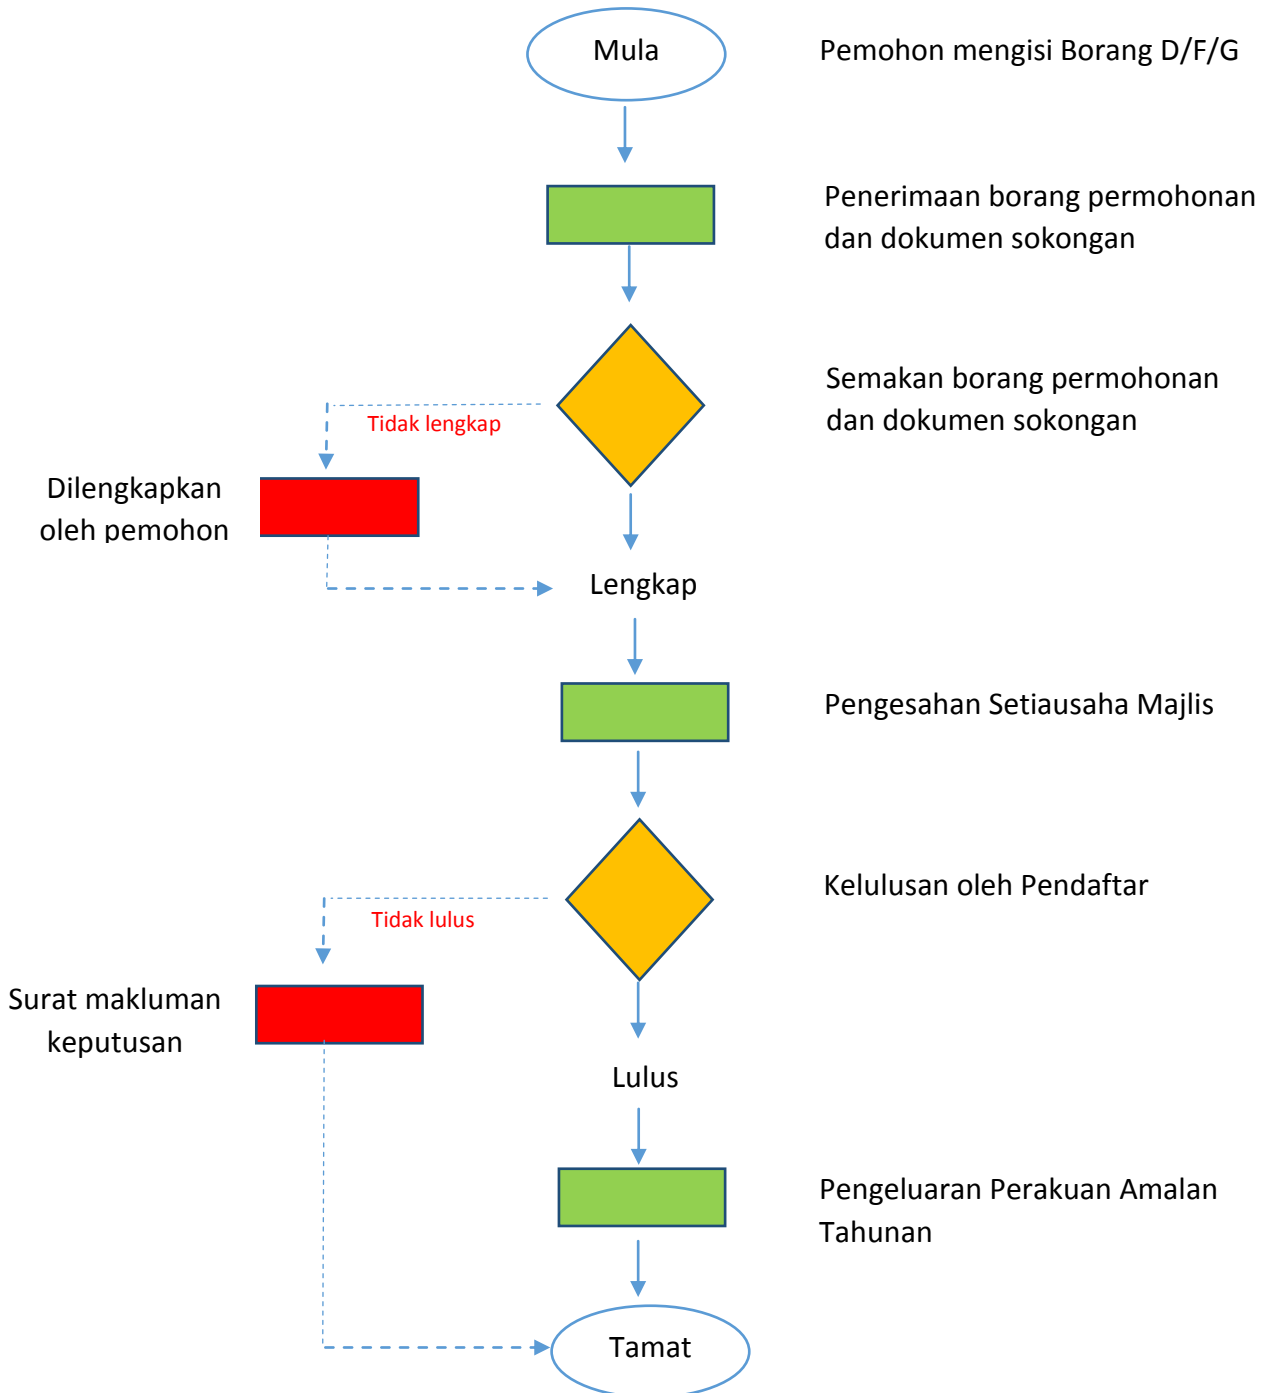 Mula
Pemohon mengisi Borang D/F/G
Penerimaan borang permohonan
dan dokumen sokongan
Semakan borang permohonan
dan dokumen sokongan
Tidak lengkap
Dilengkapkan
oleh pemohon
Lengkap
Pengesahan Setiausaha Majlis
Kelulusan oleh Pendaftar
Tidak lulus
Surat makluman
keputusan
Lulus
Pengeluaran Perakuan Amalan
Tahunan
Tamat